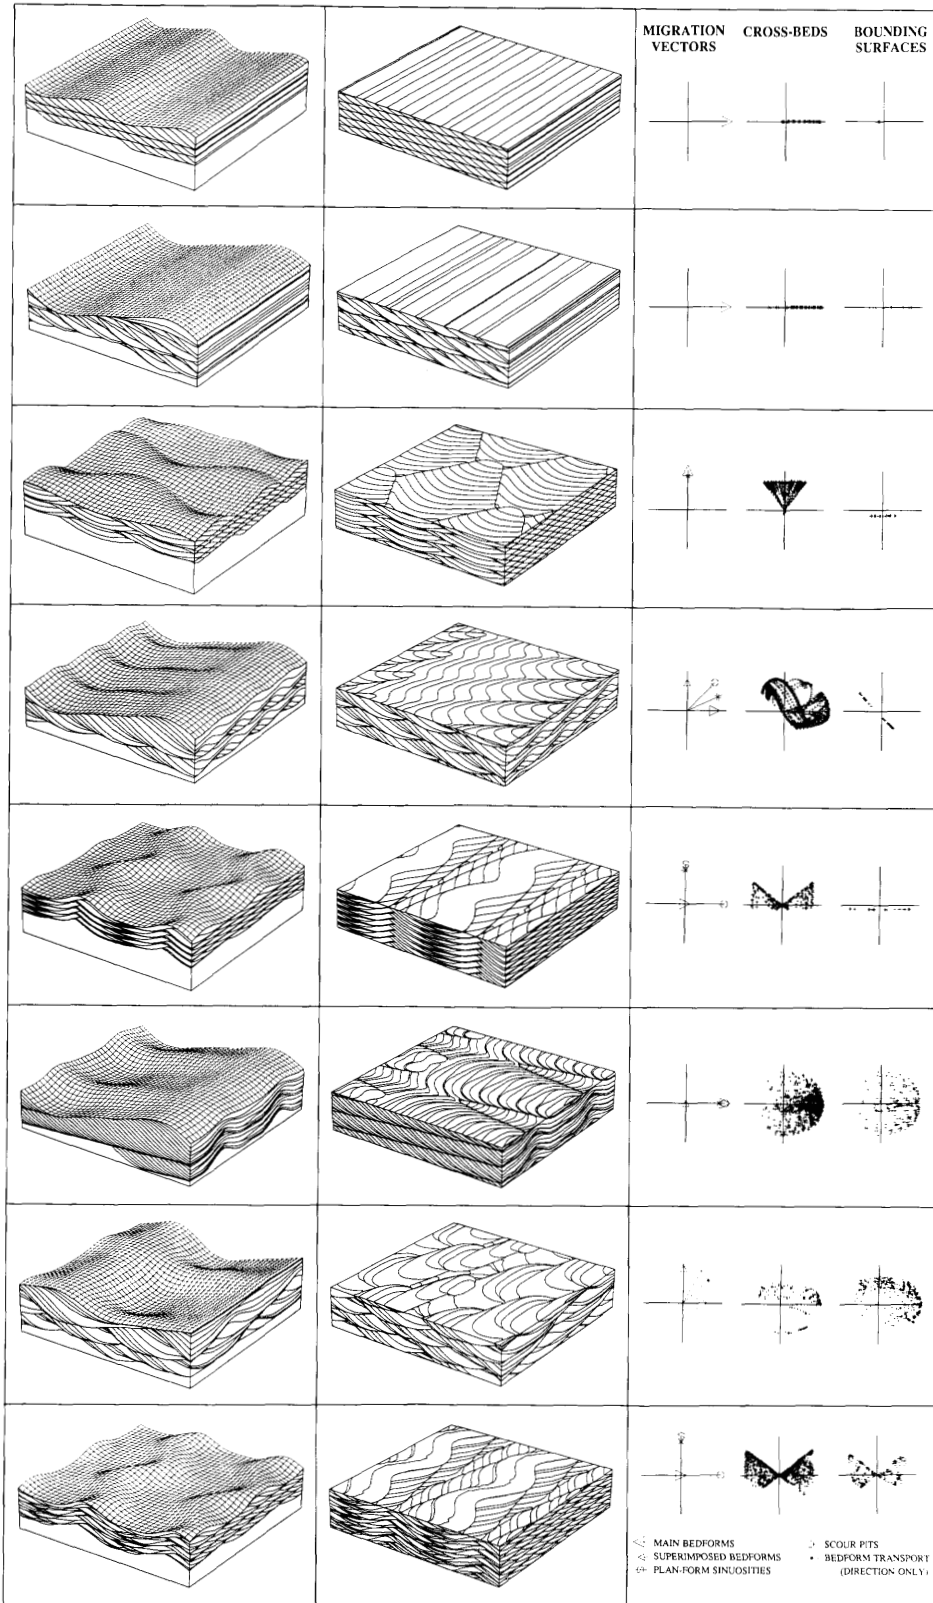 MIGRATION VECTORS
CROSS-BEDS
BOUNDING SURFACES
MAIN BEDFORMS
SUPERIMPOSED BEDFORMS
PLAN-FORM SINUOSITIES
SCOUR PITS
BEDFORM TRANSPORT
(DIRECTION ONLY)